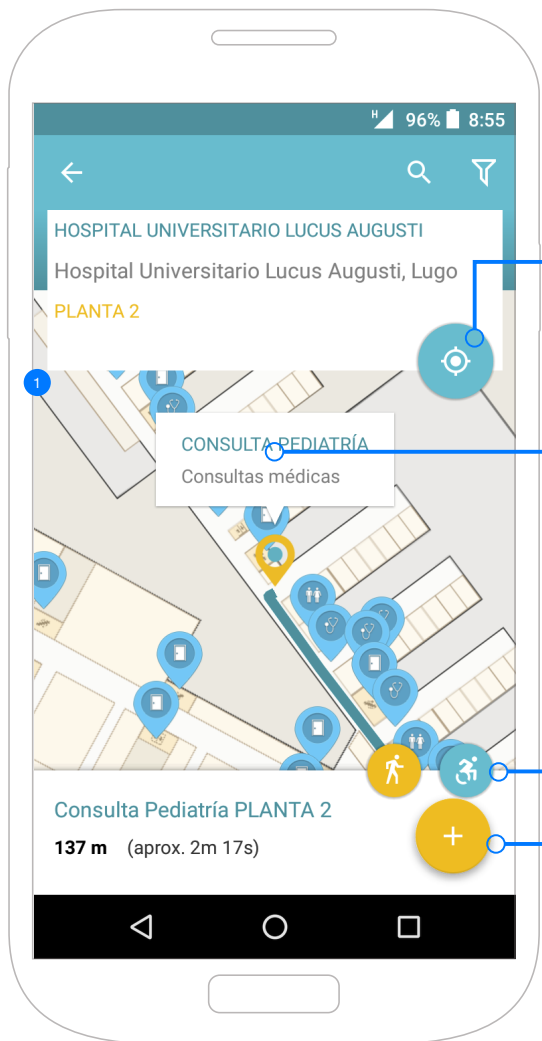 H 96% 8:55
HOSPITAL UNIVERSITARIO LUCUS AUGUSTI
Hospital Universitario Lucus Augusti, Lugo
PLANTA 2
1
CONSULTA PEDIATRÍA
Consultas médicas
Consulta Pediatría PLANTA 2
137 m (aprox. 2m 17s)